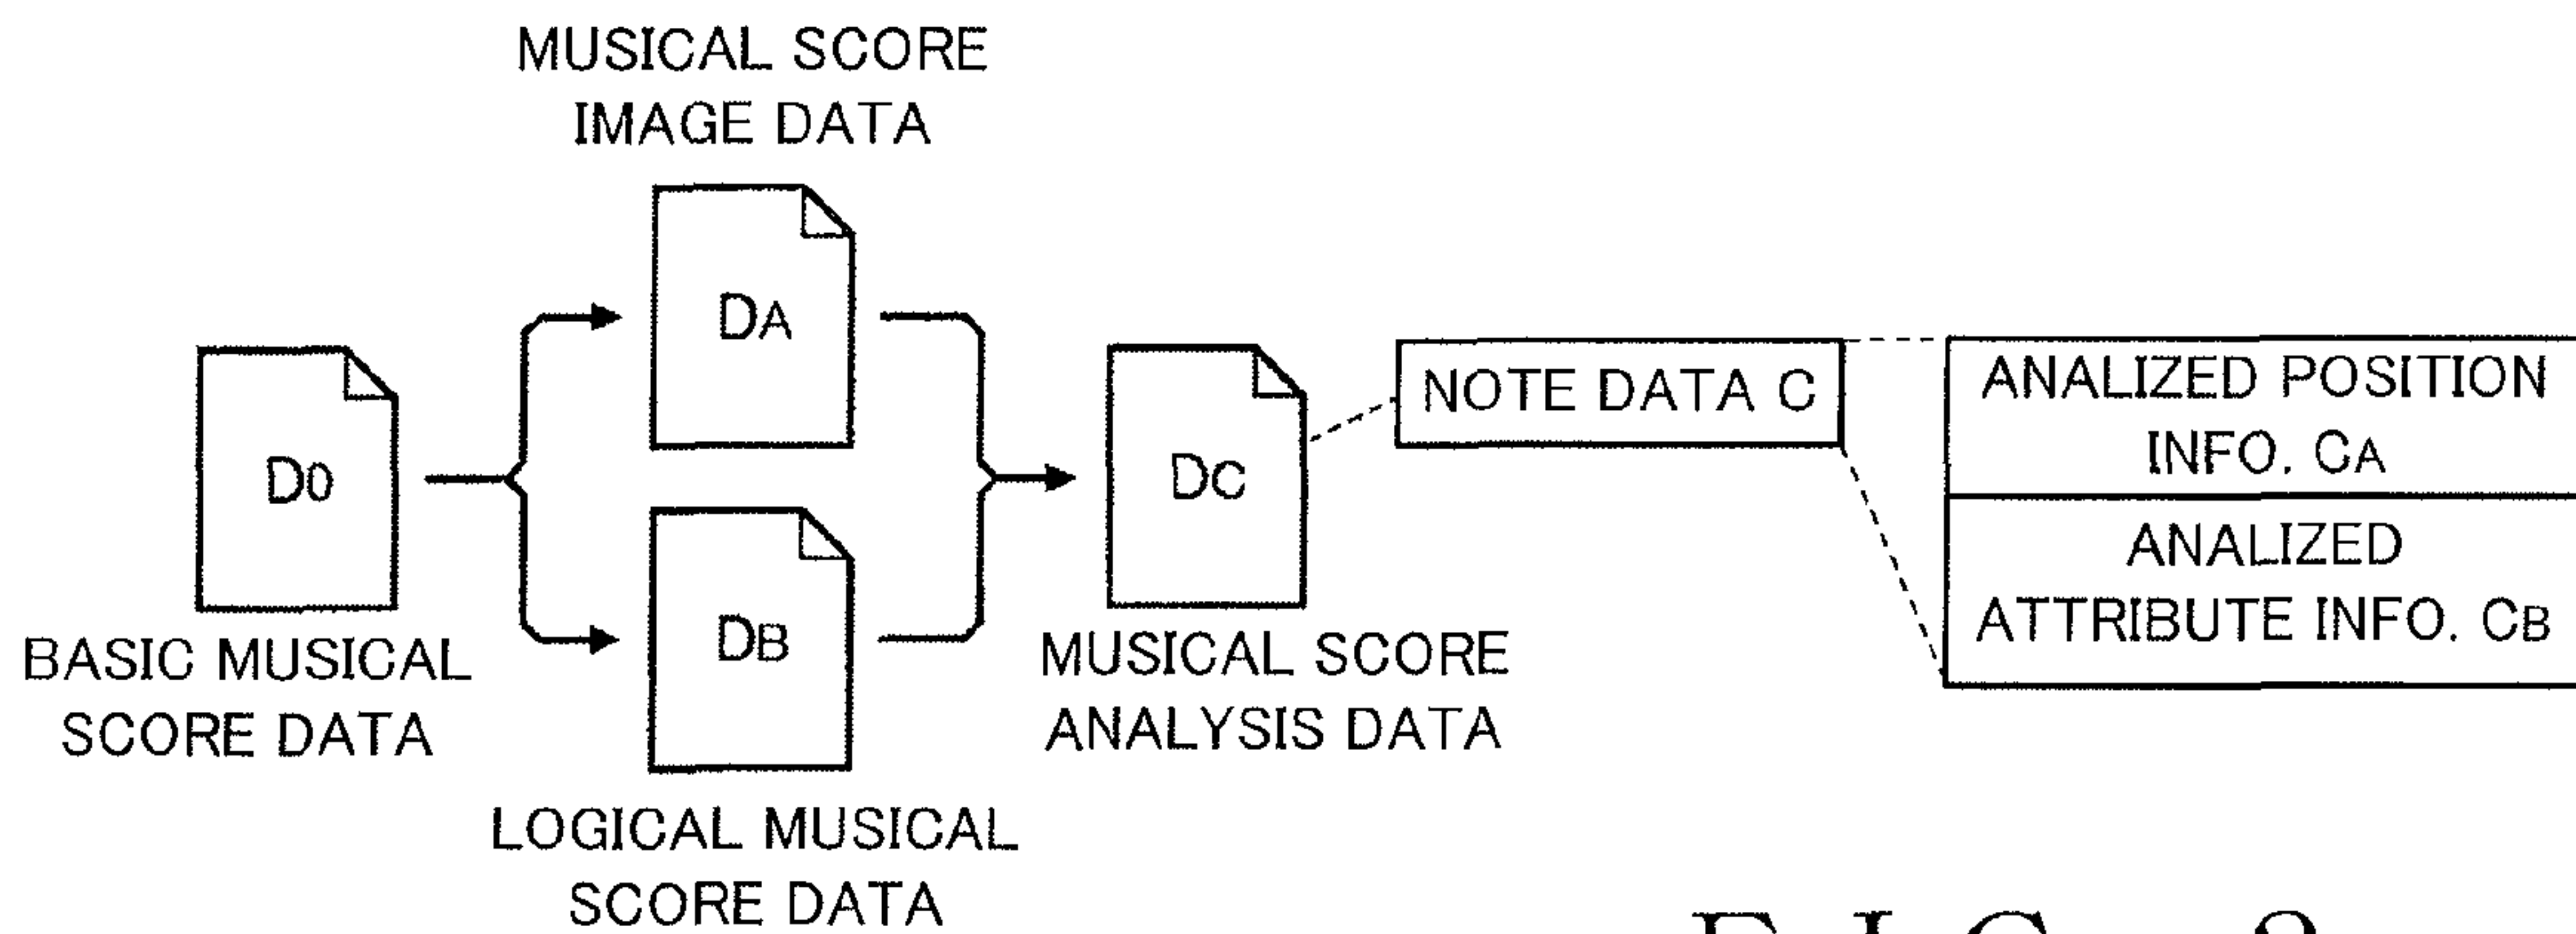 MUSICAL SCORE
IMAGE DATA
DA
D0
BASIC MUSICAL
SCORE DATA
DB
LOGICAL MUSICAL
SCORE DATA
DC
MUSICAL SCORE
ANALYSIS DATA
NOTE DATA C
ANALIZED POSITION
INFO. CA
ANALIZED
ATTRIBUTE INFO. CB